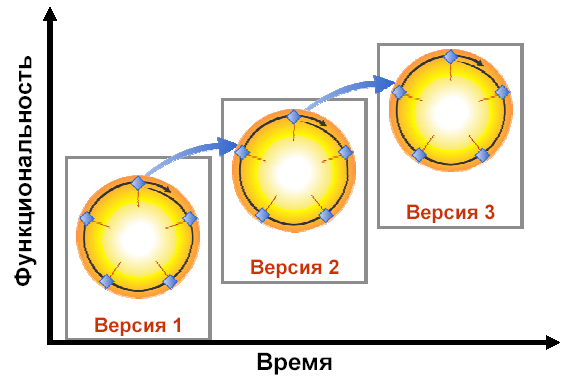 Функциональность
Версия 3
Версия 2
Версия 1
Время